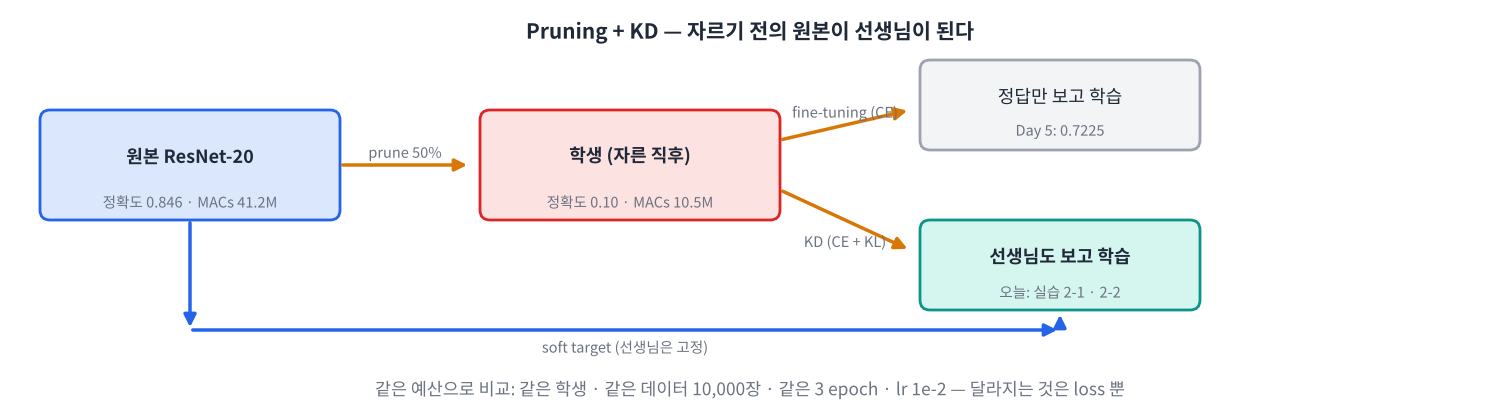 Pruning + KD — 자르기 전의 원본이 선생님이 된다
원본 ResNet-20
정확도 0.846 · MACs 41.2M
prune 50%
학생 (자른 직후)
정확도 0.10 · MACs 10.5M
fine-tuning (CE)
정답만 보고 학습
Day 5: 0.7225
KD (CE + KL)
선생님도 보고 학습
오늘: 실습 2-1 · 2-2
soft target (선생님은 고정)
같은 예산으로 비교: 같은 학생 · 같은 데이터 10,000장 · 같은 3 epoch · lr 1e-2 — 달라지는 것은 loss 뿐